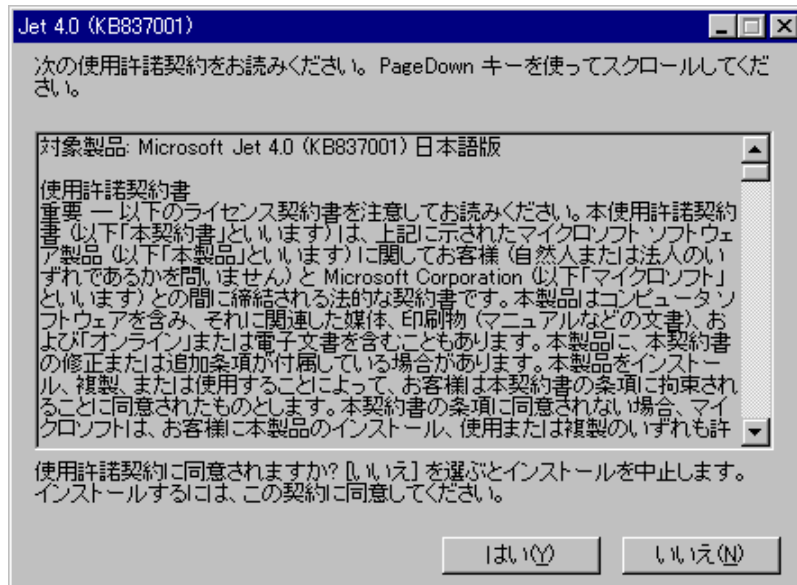 Jet 4.0 (KB837001)
次の使用許諾契約をお読みください。PageDown キーを使ってスクロールしてくだ
さい。
対象製品: Microsoft Jet 4.0 (KB837001) 日本語版
使用許諾契約書
重要 — 以下のライセンス契約書を注意してお読みください。本使用許諾契約
書 (以下「本契約書」といいます) は、上記に示されたマイクロソフト ソフトウェ
ア製品 (以下「本製品」といいます) に関してお客様 (自然人または法人のい
ずれであるかを問いません) と Microsoft Corporation (以下「マイクロソフト」
といいます) との間に締結される法的な契約書です。本製品はコンピュータ ソ
フトウェアを含み、それに関連した媒体、印刷物 (マニュアルなどの文書)、お
よび「オンライン」または電子文書を含むこともあります。本製品に、本契約書
の修正または追加条項が付属している場合があります。本製品をインストー
ル、複製、または使用することによって、お客様は本契約書の条項に拘束され
ることに同意されたものとします。本契約書の条項に同意されない場合、マイ
クロソフトは、お客様に本製品のインストール、使用または複製のいずれも許
使用許諾契約に同意されますか? [いいえ] を選ぶとインストールを中止します。
インストールするには、この契約に同意してください。
はい(Y)
いいえ(N)